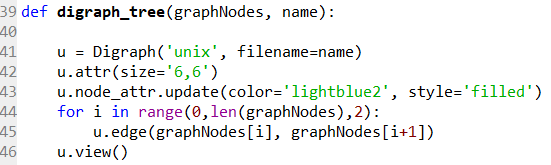 39 def digraph_tree(graphNodes, name):
40
41     u = Digraph('unix', filename=name)
42     u.attr(size='6,6')
43     u.node_attr.update(color='lightblue2', style='filled')
44     for i in range(0,len(graphNodes),2):
45         u.edge(graphNodes[i], graphNodes[i+1])
46     u.view()